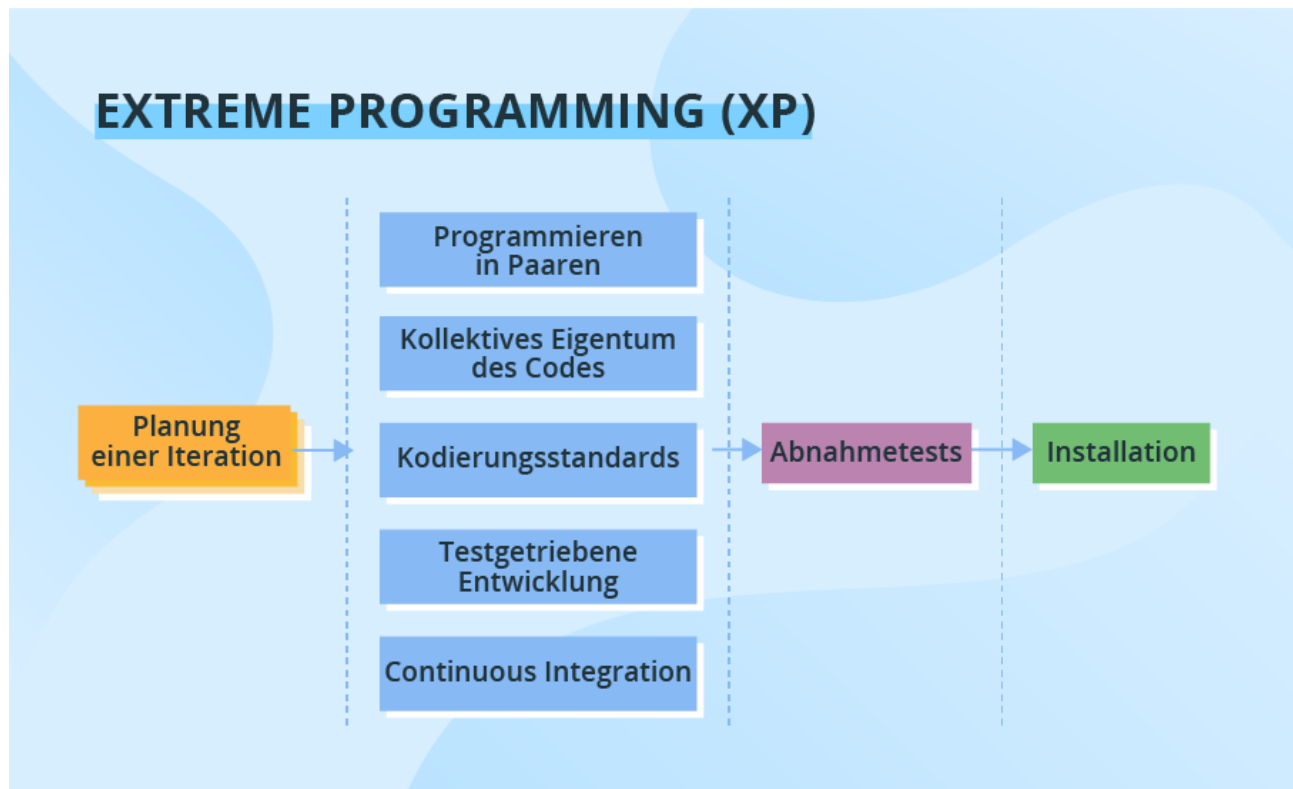 EXTREME PROGRAMMING (XP)
Programmieren
in Paaren
Kollektives Eigentum
des Codes
Planung
einer Iteration
Kodierungsstandards
Abnahmetests
Installation
Testgetriebene
Entwicklung
Continuous Integration